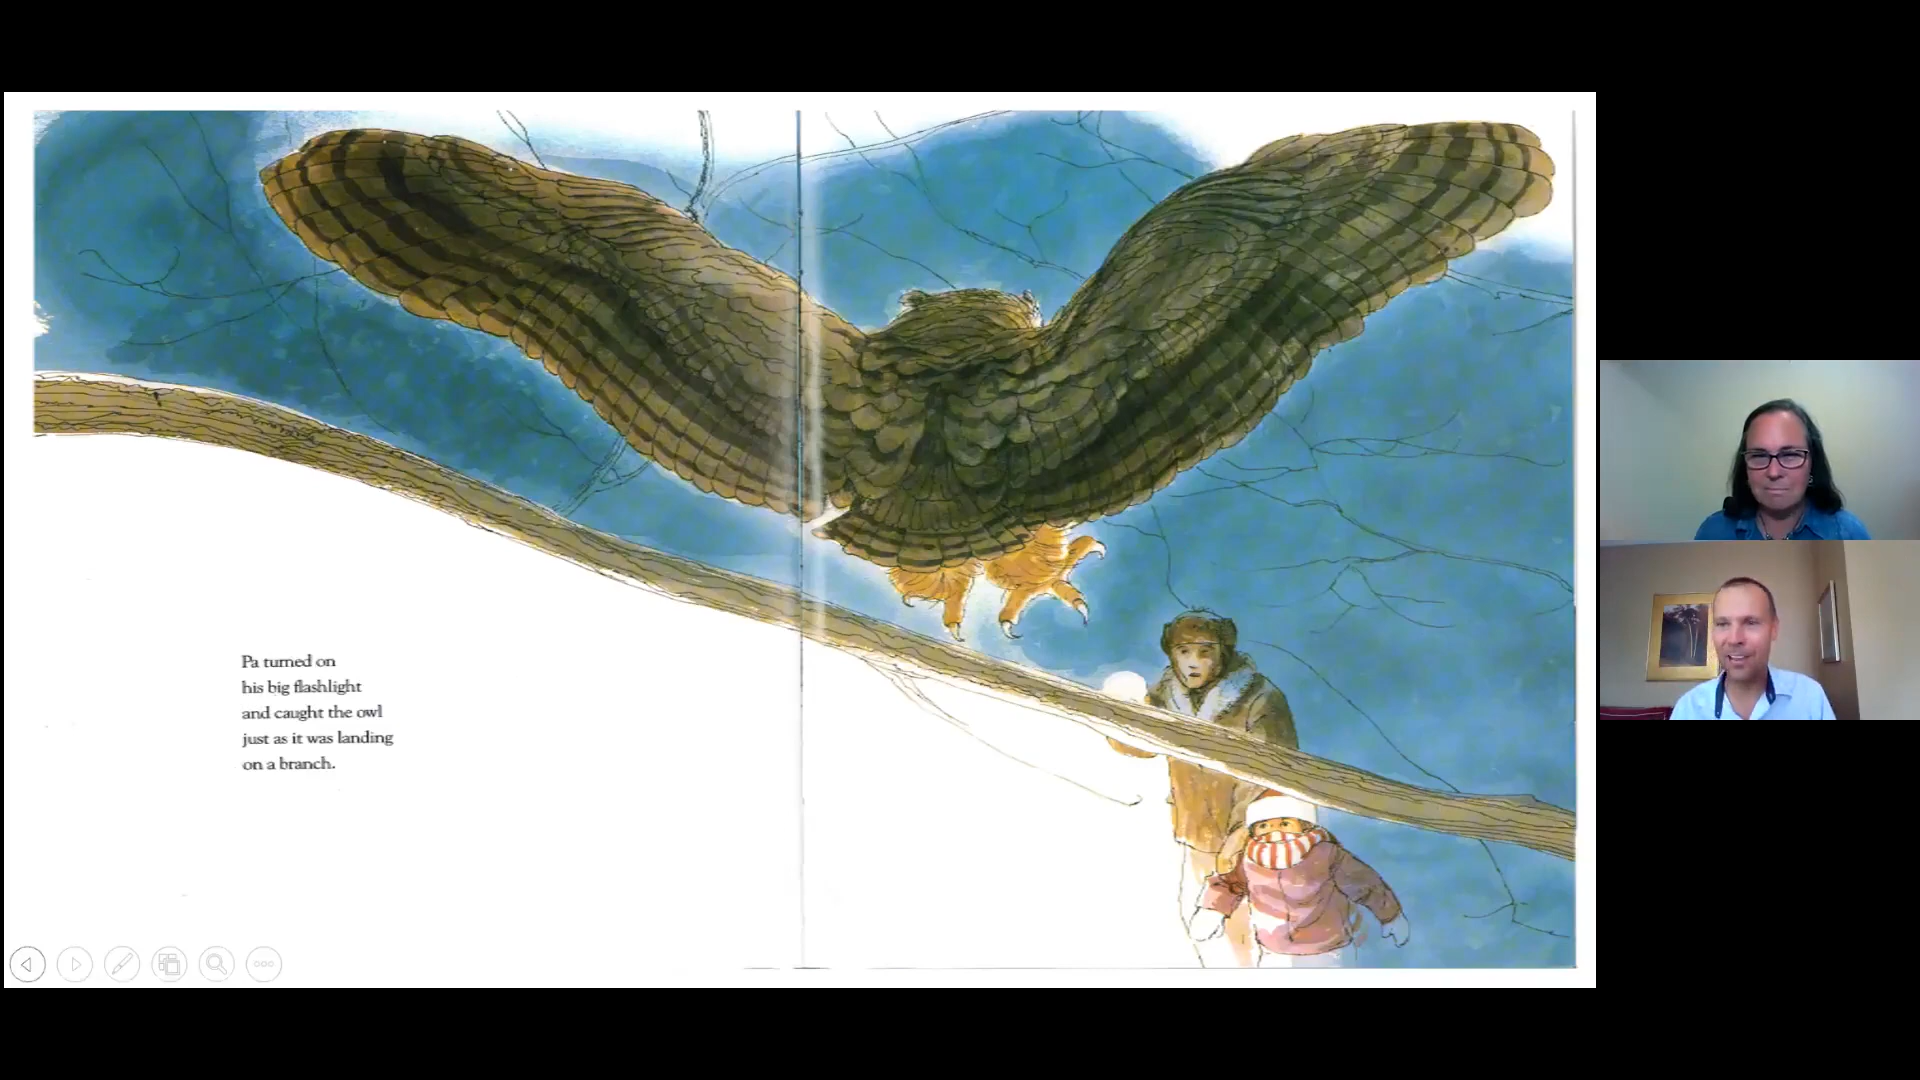 Pa turned on
his big flashlight
and caught the owl
just as it was landing
on a branch.